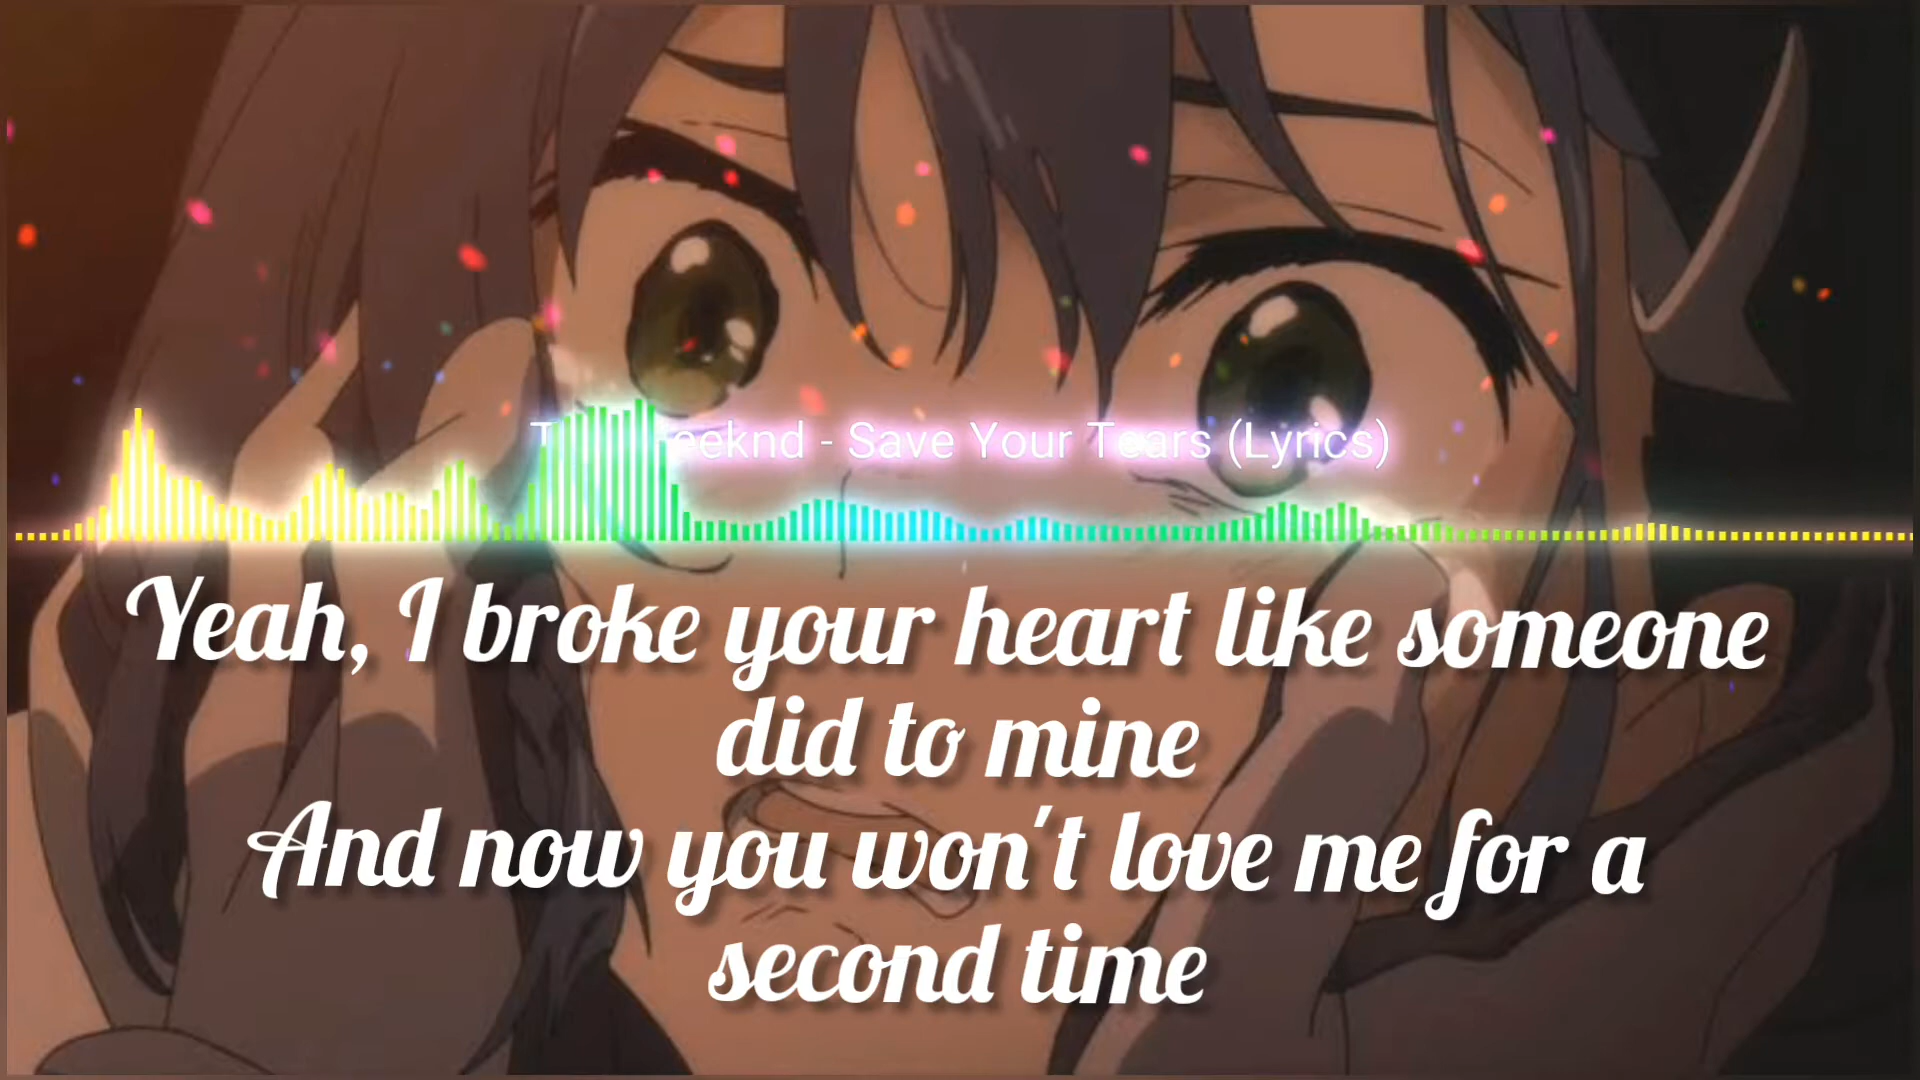 eeknd - Save Your Tears (Lyrics)
Yeah, I broke your heart like someone
did to mine
And now you won't love me for a
second time